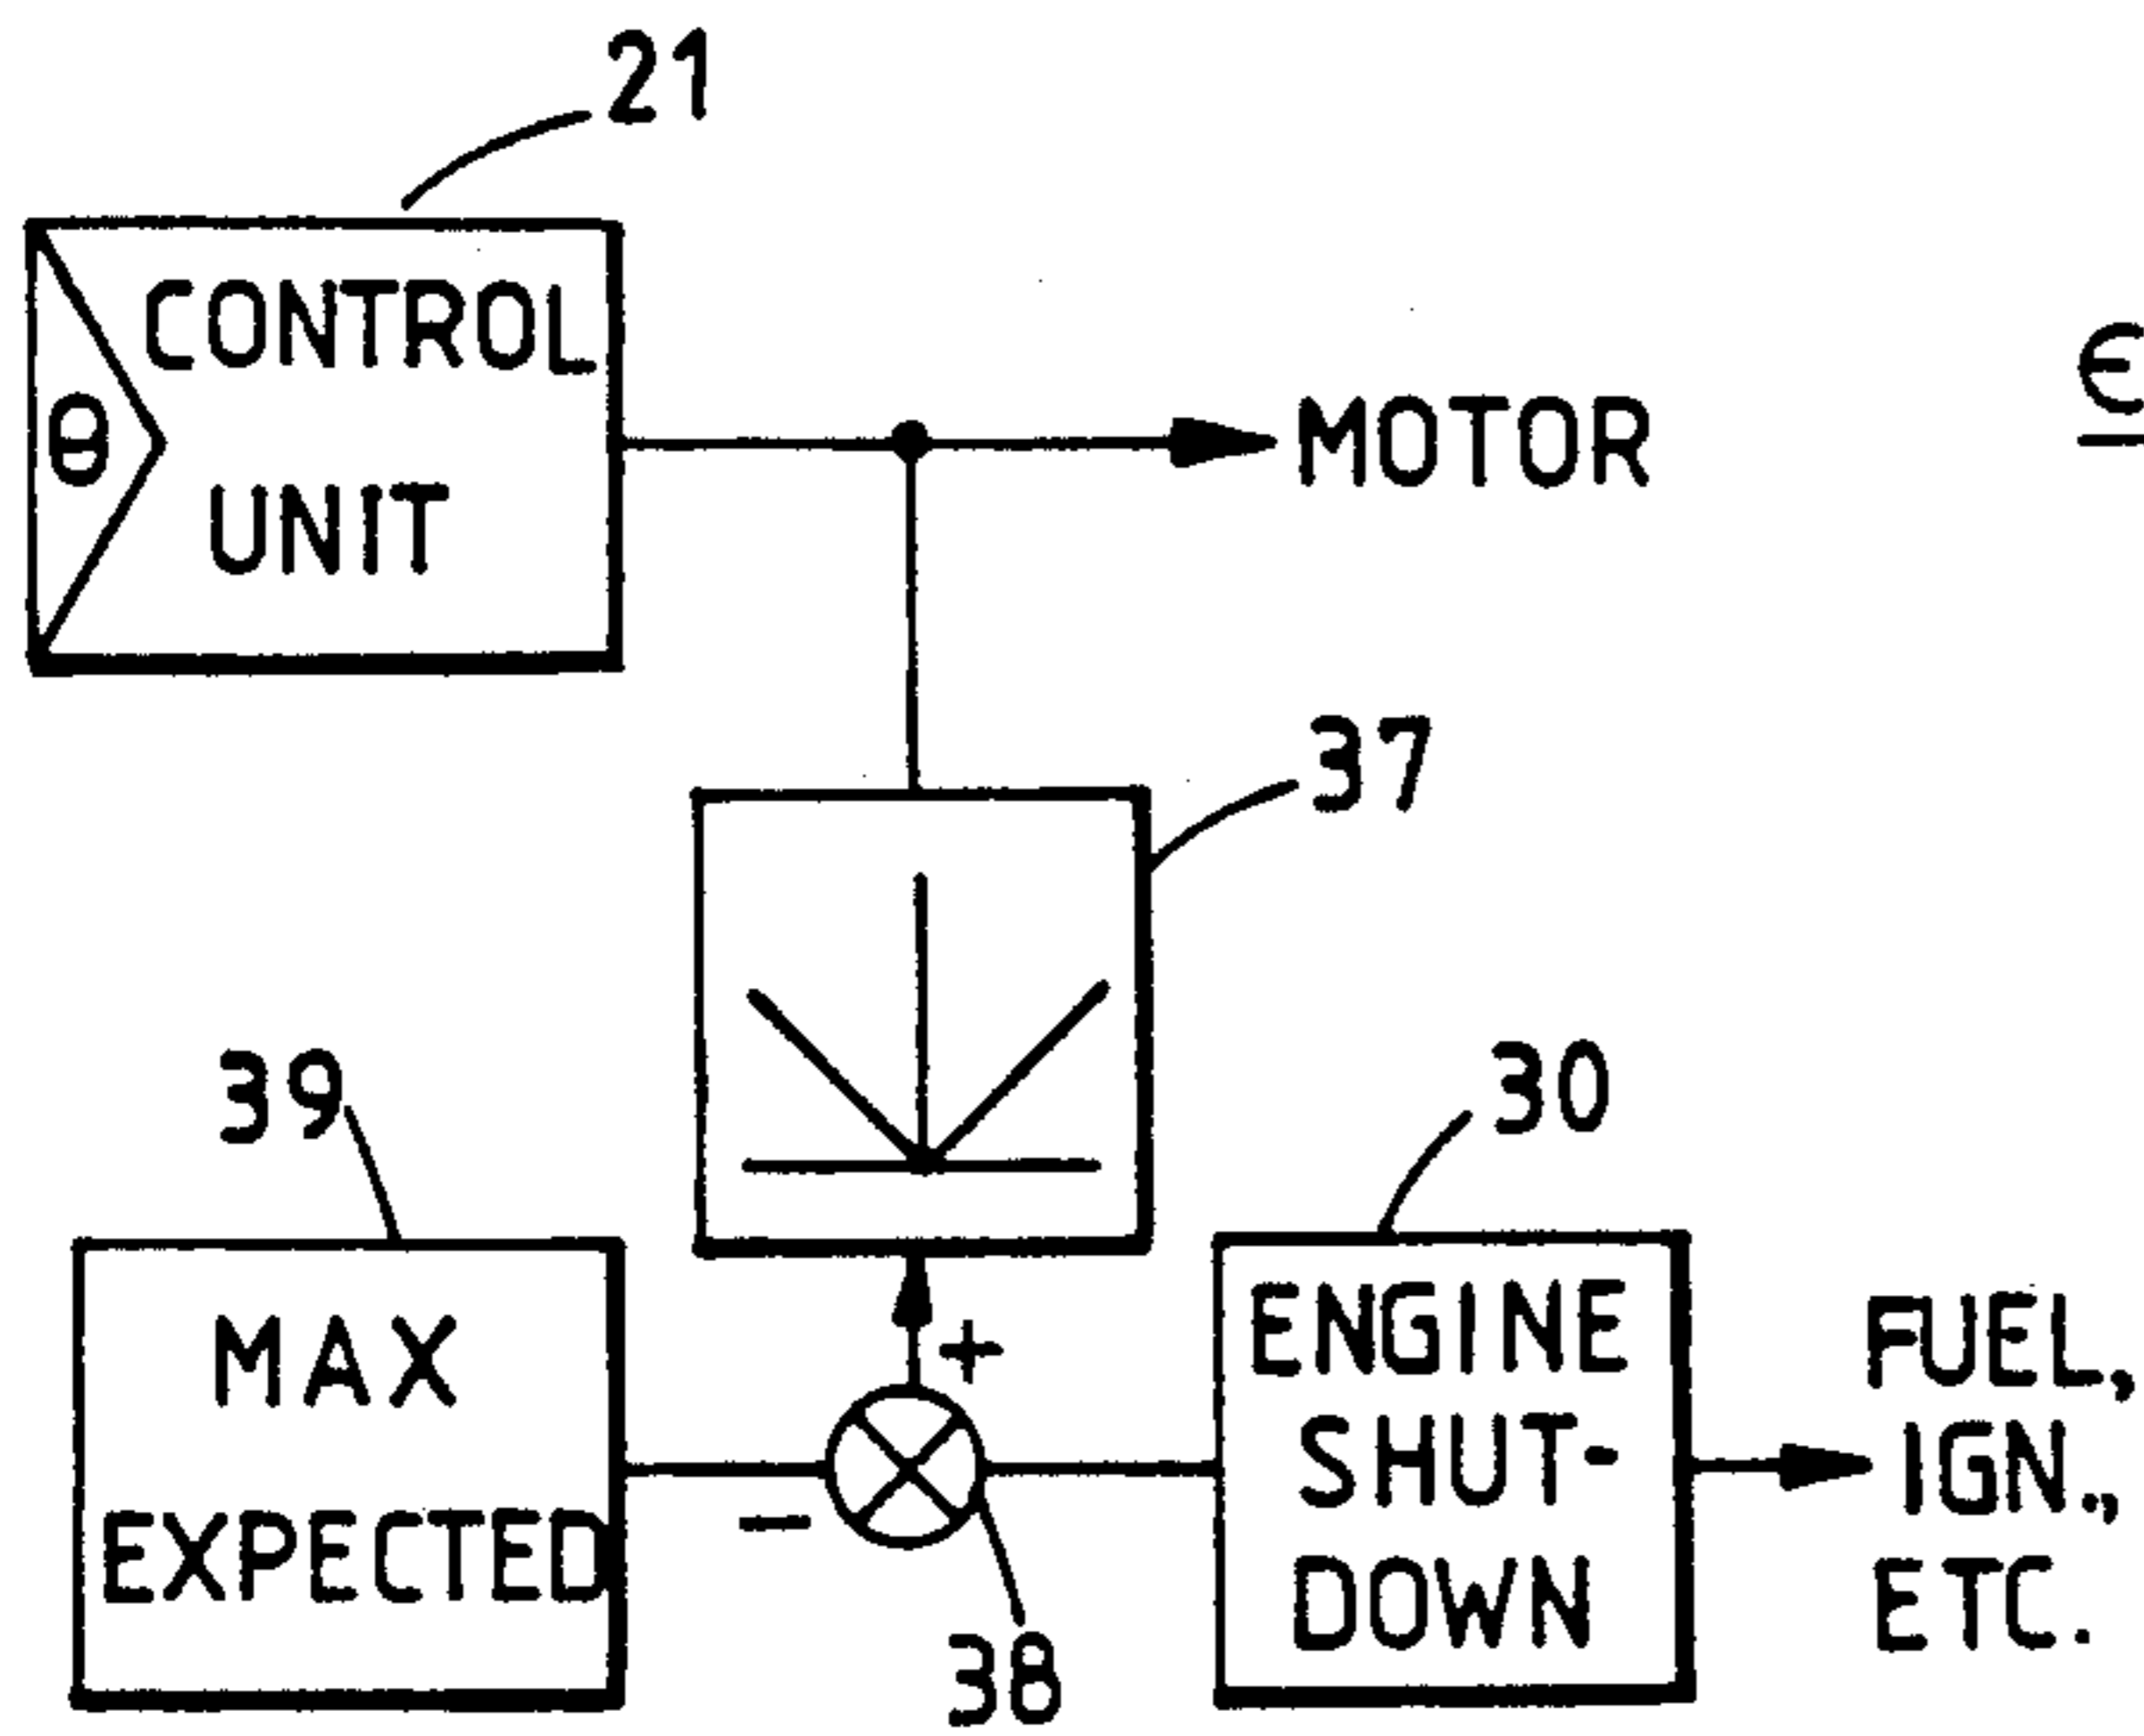 21
CONTROL
θ
UNIT
MOTOR
ϵ
37
39
30
MAX
EXPECTED
+
−
38
ENGINE
SHUT-
DOWN
FUEL,
IGN.,
ETC.